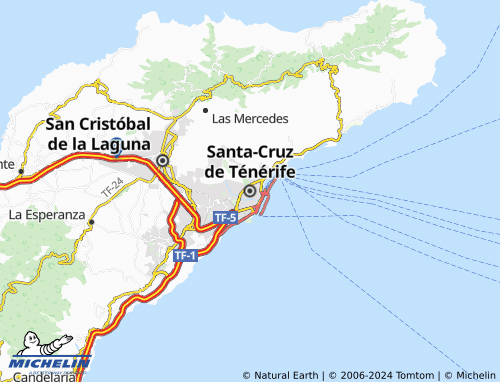 Las Mercedes
San Cristóbal
de la Laguna
Santa-Cruz
de Ténérife
nte
TF-24
La Esperanza
TF-5
TF-1
MICHELIN
Candelaria
© Natural Earth | © 2006-2024 Tomtom | © Michelin